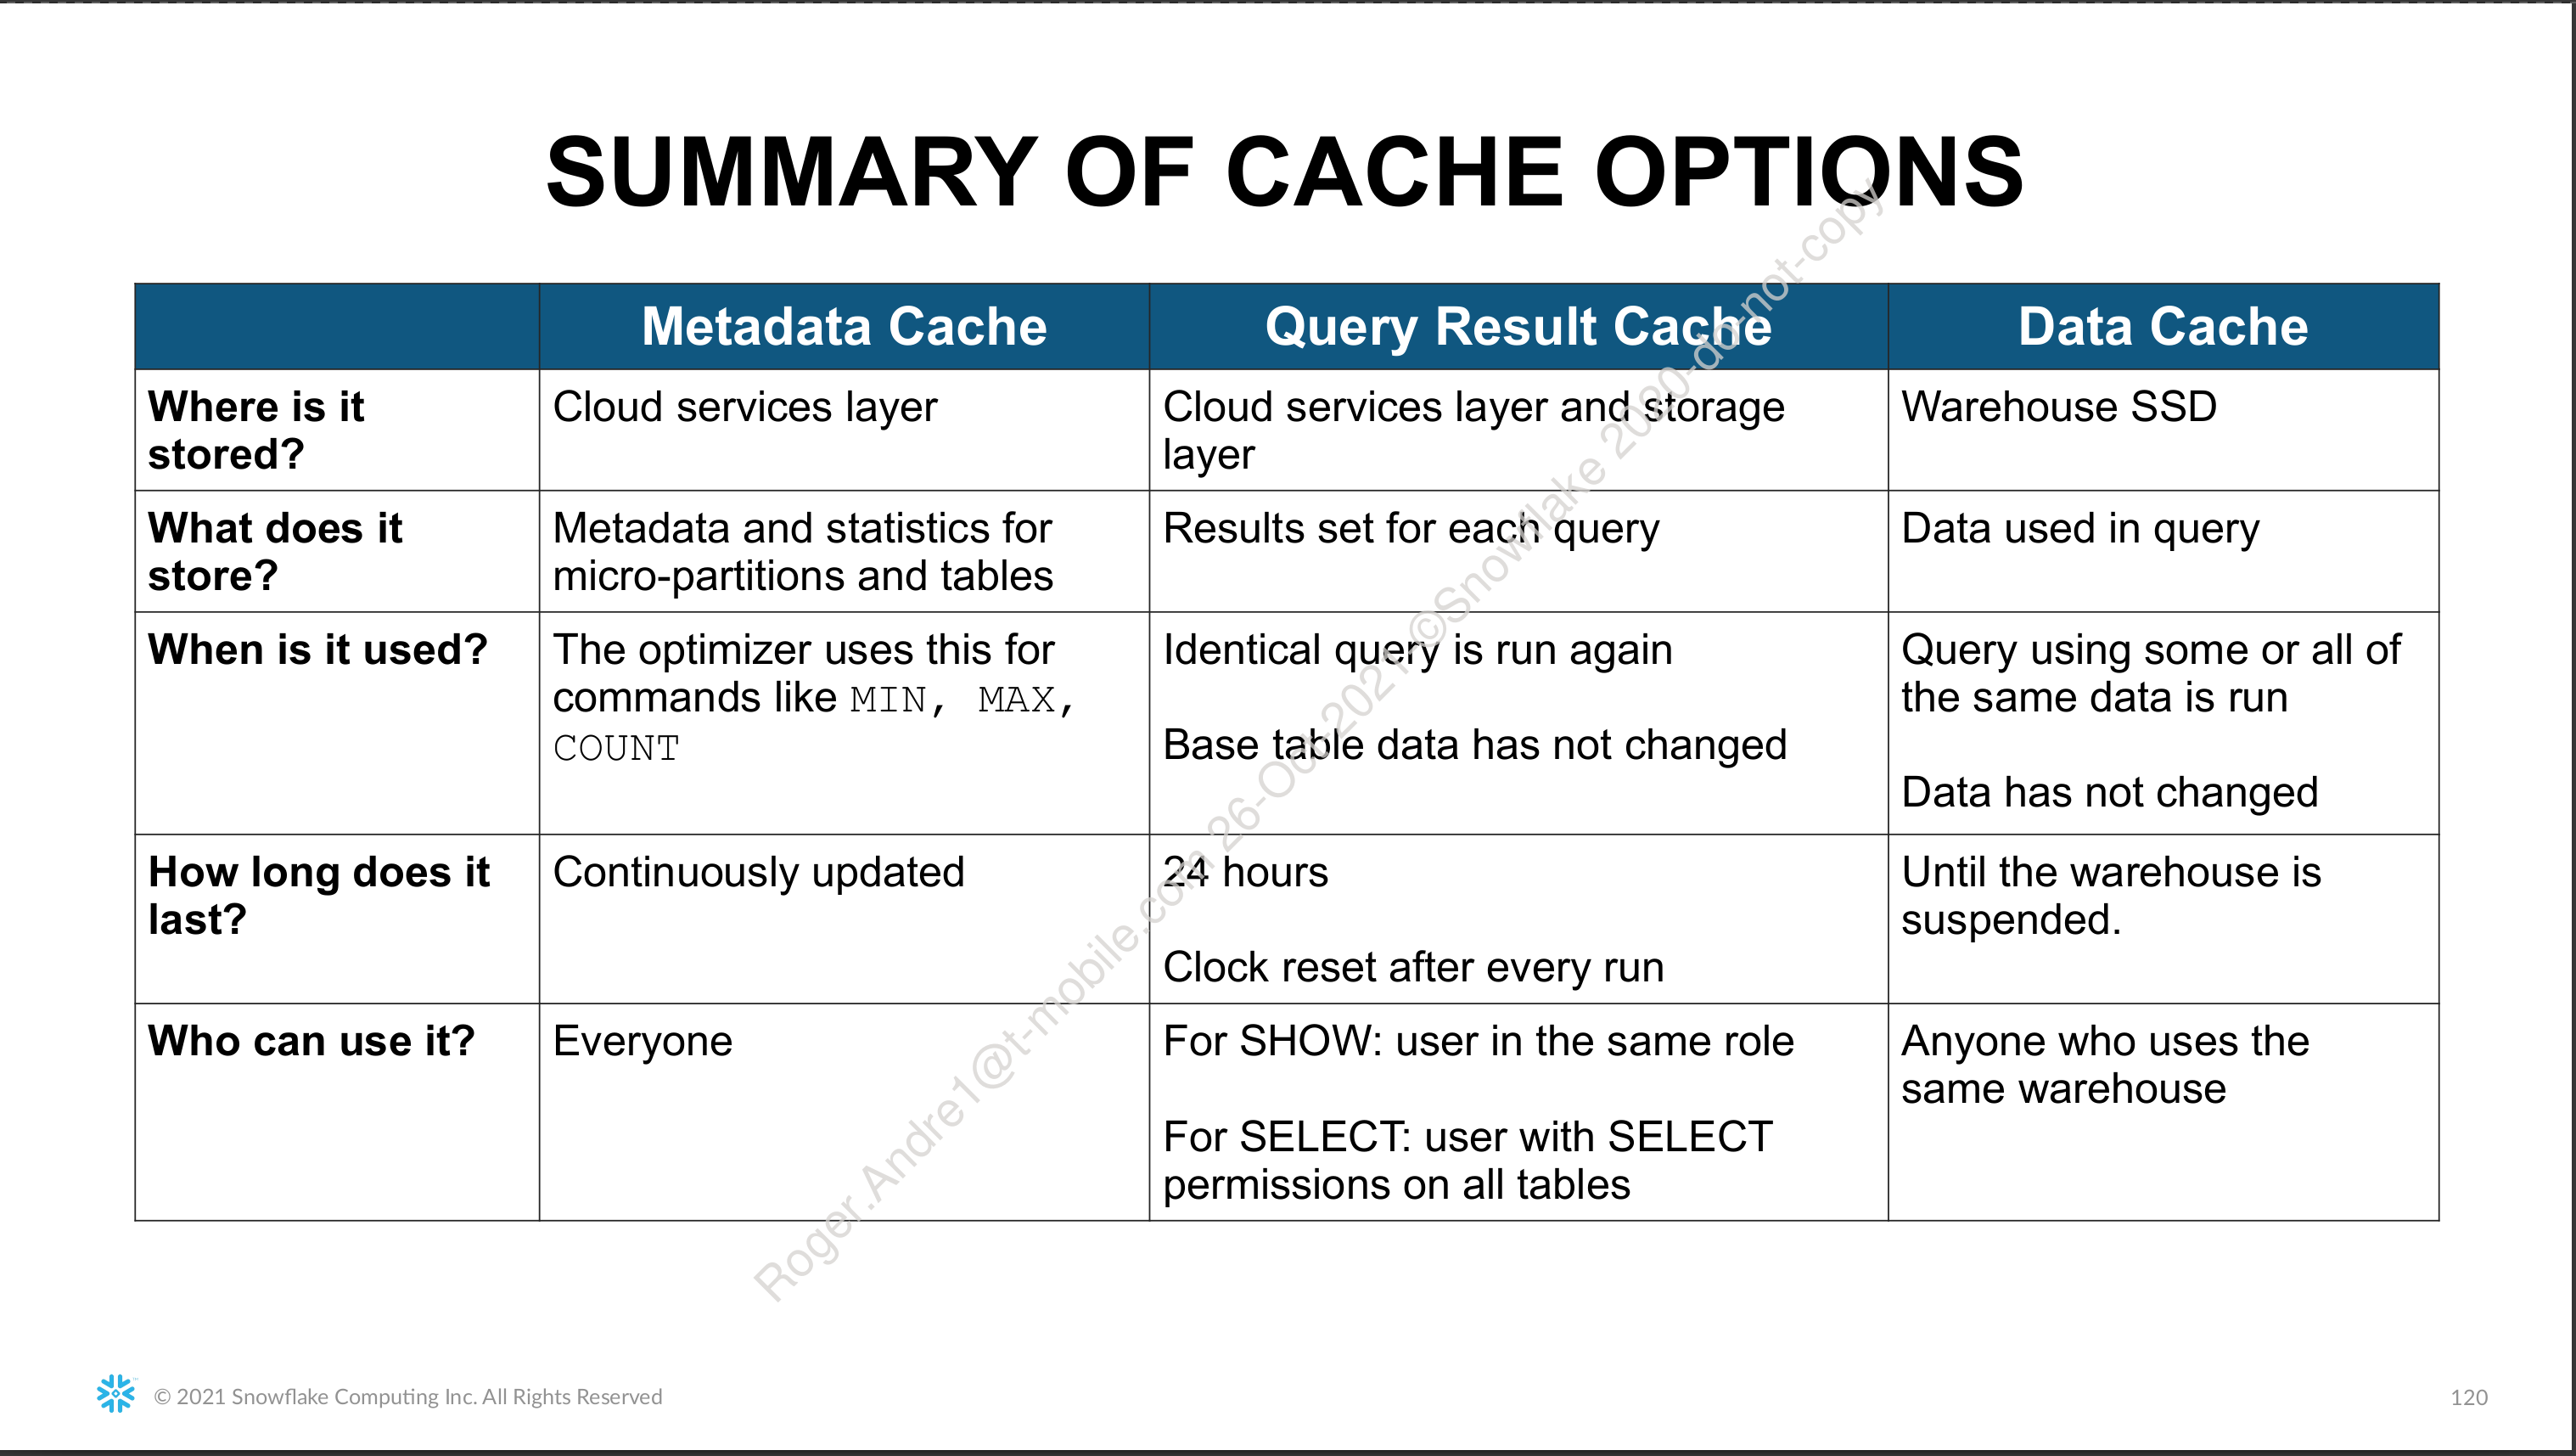 SUMMARY OF CACHE OPTIONS
Metadata Cache
Query Result Cache
Data Cache
Where is it
stored?
Cloud services layer
Cloud services layer and storage
layer
Warehouse SSD
What does it
store?
Metadata and statistics for
micro-partitions and tables
Results set for each query
Data used in query
When is it used?
The optimizer uses this for
commands like MIN, MAX,
COUNT
Identical query is run again
Base table data has not changed
Query using some or all of
the same data is run
Data has not changed
How long does it
last?
Continuously updated
24 hours
Clock reset after every run
Until the warehouse is
suspended.
Who can use it?
Everyone
For SHOW: user in the same role
For SELECT: user with SELECT
permissions on all tables
Anyone who uses the
same warehouse
Roger.Andre1@t-mobile.com 26-Oct-2021-©Snowflake 2020-do-not-copy
© 2021 Snowflake Computing Inc. All Rights Reserved
120